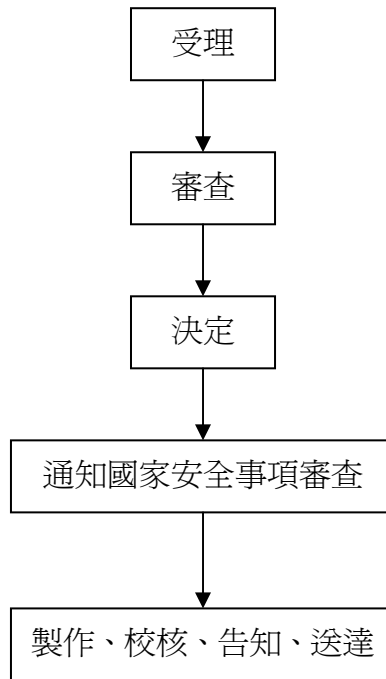 受理
審查
決定
通知國家安全事項審查
製作、校核、告知、送達